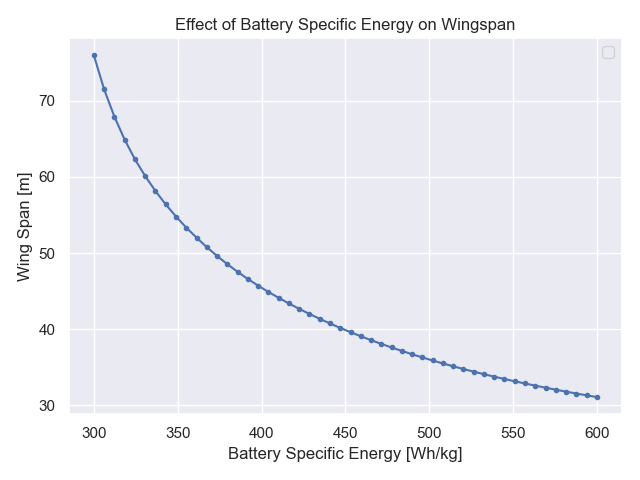 Effect of Battery Specific Energy on Wingspan
Wing Span [m]
70
60
50
40
30
300 350 400 450 500 550 600
Battery Specific Energy [Wh/kg]